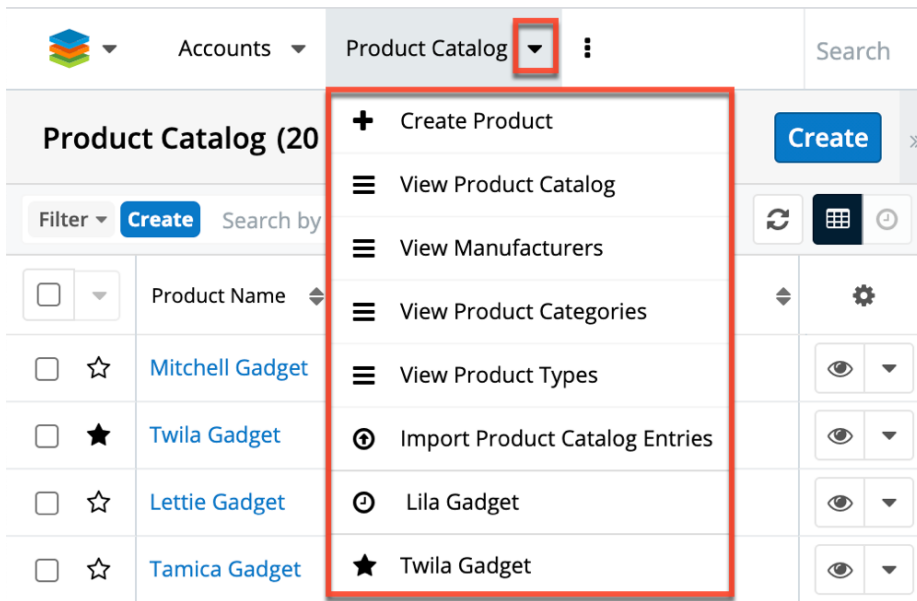 Accounts
Product Catalog
Search
Product Catalog (20
Create
Filter
Create
Search by
Product Name
Mitchell Gadget
Twila Gadget
Lettie Gadget
Tamica Gadget
Create Product
View Product Catalog
View Manufacturers
View Product Categories
View Product Types
Import Product Catalog Entries
Lila Gadget
Twila Gadget